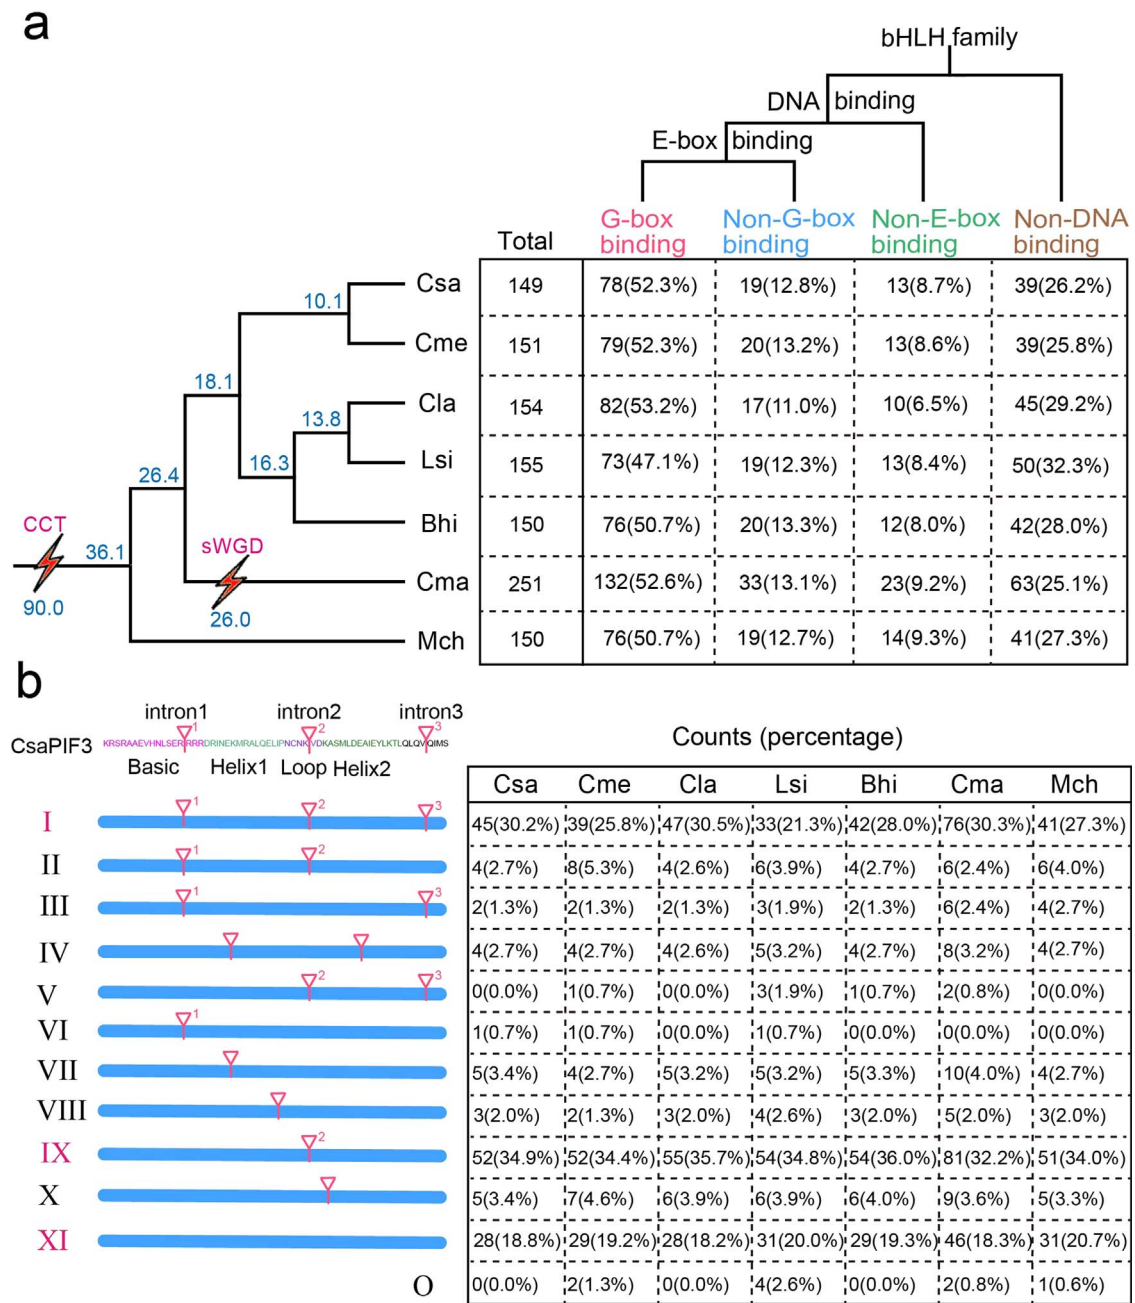 a
bHLH family
DNA binding
E-box binding
Total G-box binding Non-G-box binding Non-E-box binding Non-DNA binding
10.1 Csa 149 78(52.3%) 19(12.8%) 13(8.7%) 39(26.2%)
Cme 151 79(52.3%) 20(13.2%) 13(8.6%) 39(25.8%)
18.1
13.8 Cla 154 82(53.2%) 17(11.0%) 10(6.5%) 45(29.2%)
26.4 16.3 Lsi 155 73(47.1%) 19(12.3%) 13(8.4%) 50(32.3%)
CCT 36.1 sWGD Bhi 150 76(50.7%) 20(13.3%) 12(8.0%) 42(28.0%)
90.0 26.0 Cma 251 132(52.6%) 33(13.1%) 23(9.2%) 63(25.1%)
Mch 150 76(50.7%) 19(12.7%) 14(9.3%) 41(27.3%)
b
intron1 intron2 intron3
1 2 3
CsaPIF3 KRSRAAEVHNLSERRRRRDRINEKMRALQELIPNCNKVDKASMLDEAIEYLKTLQLQVQIMS
Basic Helix1 Loop Helix2
Counts (percentage)
Csa Cme Cla Lsi Bhi Cma Mch
I 1 2 3 45(30.2%) 39(25.8%) 47(30.5%) 33(21.3%) 42(28.0%) 76(30.3%) 41(27.3%)
II 1 2 4(2.7%) 8(5.3%) 4(2.6%) 6(3.9%) 4(2.7%) 6(2.4%) 6(4.0%)
III 1 3 2(1.3%) 2(1.3%) 2(1.3%) 3(1.9%) 2(1.3%) 6(2.4%) 4(2.7%)
IV 4(2.7%) 4(2.7%) 4(2.6%) 5(3.2%) 4(2.7%) 8(3.2%) 4(2.7%)
V 2 3 0(0.0%) 1(0.7%) 0(0.0%) 3(1.9%) 1(0.7%) 2(0.8%) 0(0.0%)
VI 1 1(0.7%) 1(0.7%) 0(0.0%) 1(0.7%) 0(0.0%) 0(0.0%) 0(0.0%)
VII 5(3.4%) 4(2.7%) 5(3.2%) 5(3.2%) 5(3.3%) 10(4.0%) 4(2.7%)
VIII 3(2.0%) 2(1.3%) 3(2.0%) 4(2.6%) 3(2.0%) 5(2.0%) 3(2.0%)
IX 2 52(34.9%) 52(34.4%) 55(35.7%) 54(34.8%) 54(36.0%) 81(32.2%) 51(34.0%)
X 5(3.4%) 7(4.6%) 6(3.9%) 6(3.9%) 6(4.0%) 9(3.6%) 5(3.3%)
XI 28(18.8%) 29(19.2%) 28(18.2%) 31(20.0%) 29(19.3%) 46(18.3%) 31(20.7%)
O 0(0.0%) 2(1.3%) 0(0.0%) 4(2.6%) 0(0.0%) 2(0.8%) 1(0.6%)